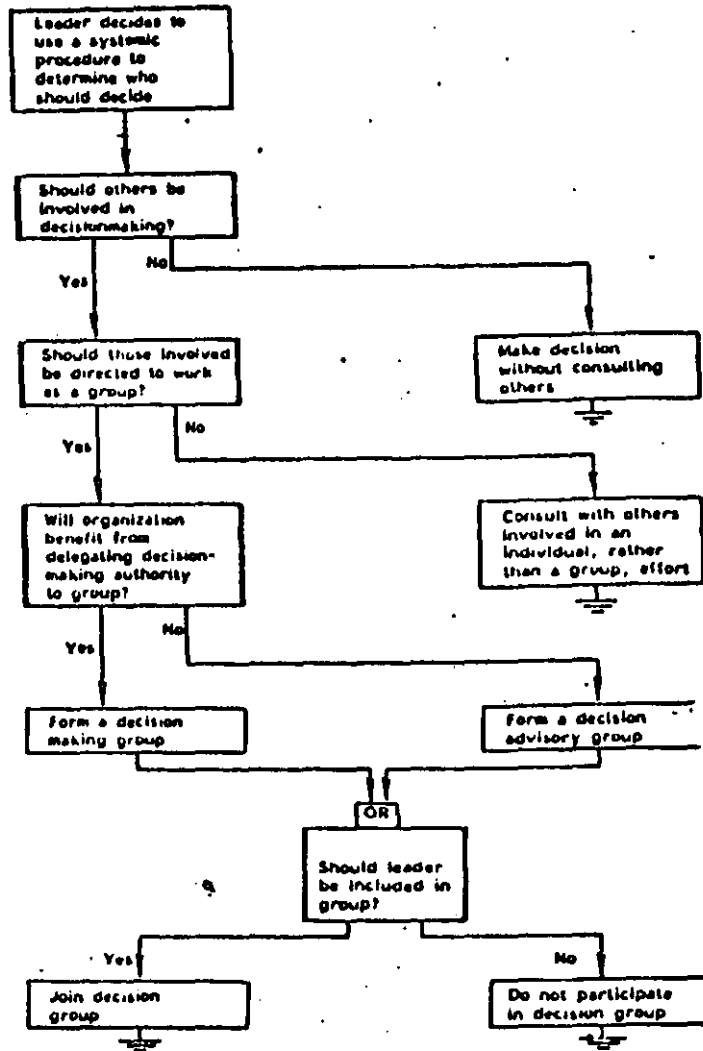 Leader decides to
use a systemic
procedure to
determine who
should decide
Should others be
involved in
decisionmaking?
No
Yes
Should those involved
be directed to work
as a group?
Make decision
without consulting
others
No
Yes
Will organization
benefit from
delegating decision-
making authority
to group?
Consult with others
involved in an
individual, rather
than a group, effort
No
Yes
Form a decision
making group
Form a decision
advisory group
OR
Should leader
be included in
group?
Yes
No
Join decision
group
Do not participate
in decision group